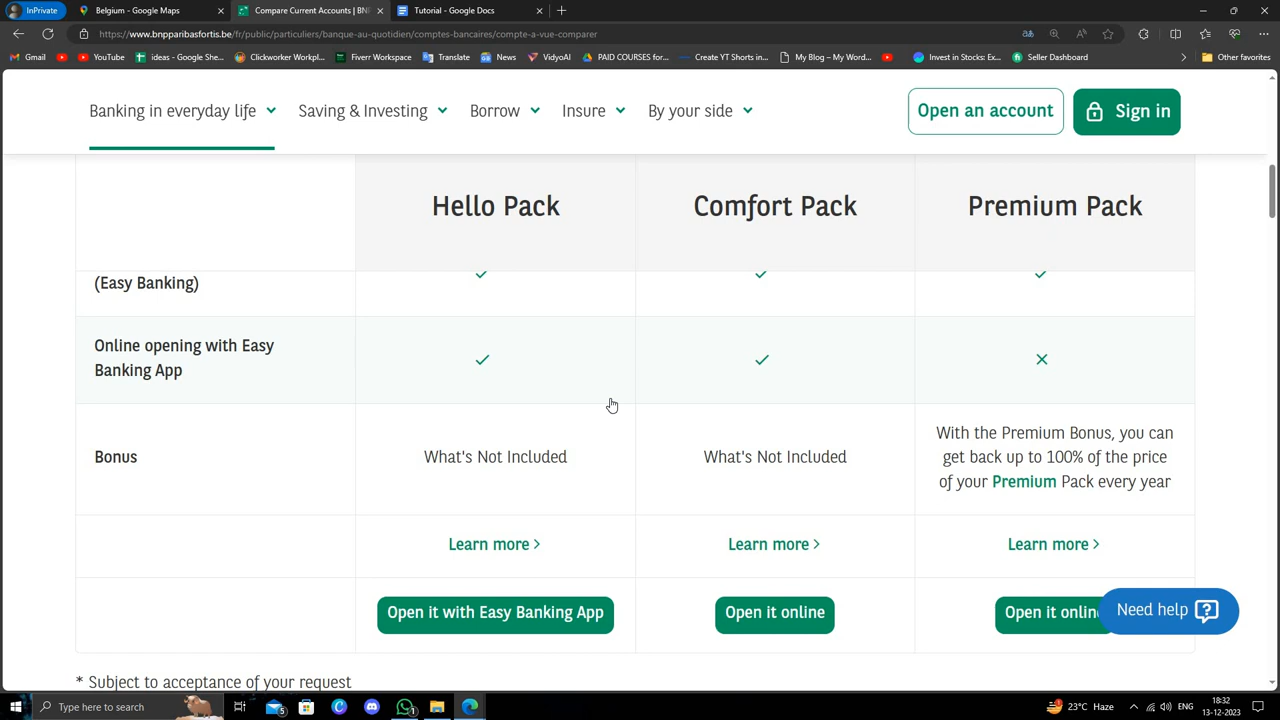 InPrivate
Belgium - Google Maps
Compare Current Accounts | BN
Tutorial - Google Docs
https://www.bnpparibasfortis.be/fr/public/particuliers/banque-au-quotidien/comptes-bancaires/compte-a-vue-comparer
Gmail
YouTube
ideas - Google She...
Clickworker Workpl...
Fiverr Workspace
Translate
News
VidyoAI
PAID COURSES for...
Create YT Shorts in...
My Blog – My Word...
Invest in Stocks: Ex...
Seller Dashboard
Other favorites
Banking in everyday life
Saving & Investing
Borrow
Insure
By your side
Open an account
Sign in
Hello Pack
Comfort Pack
Premium Pack
(Easy Banking)
Online opening with Easy
Banking App
Bonus
What's Not Included
What's Not Included
With the Premium Bonus, you can
get back up to 100% of the price
of your Premium Pack every year
Learn more >
Learn more >
Learn more >
Open it with Easy Banking App
Open it online
Open it onlin
Need help
* Subject to acceptance of your request
Type here to search
5
1
23°C Haze
ENG
18:32
13-12-2023